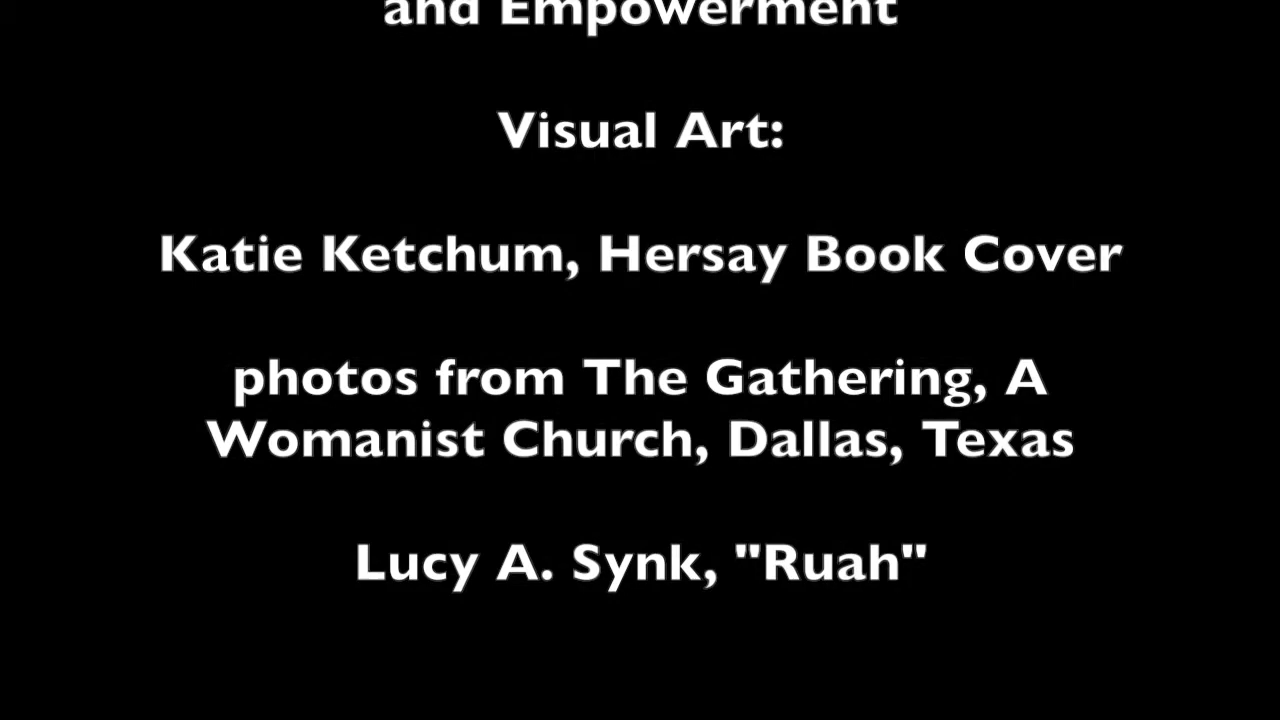 and Empowerment
Visual Art:
Katie Ketchum, Hersay Book Cover
photos from The Gathering, A
Womanist Church, Dallas, Texas
Lucy A. Synk, "Ruah"